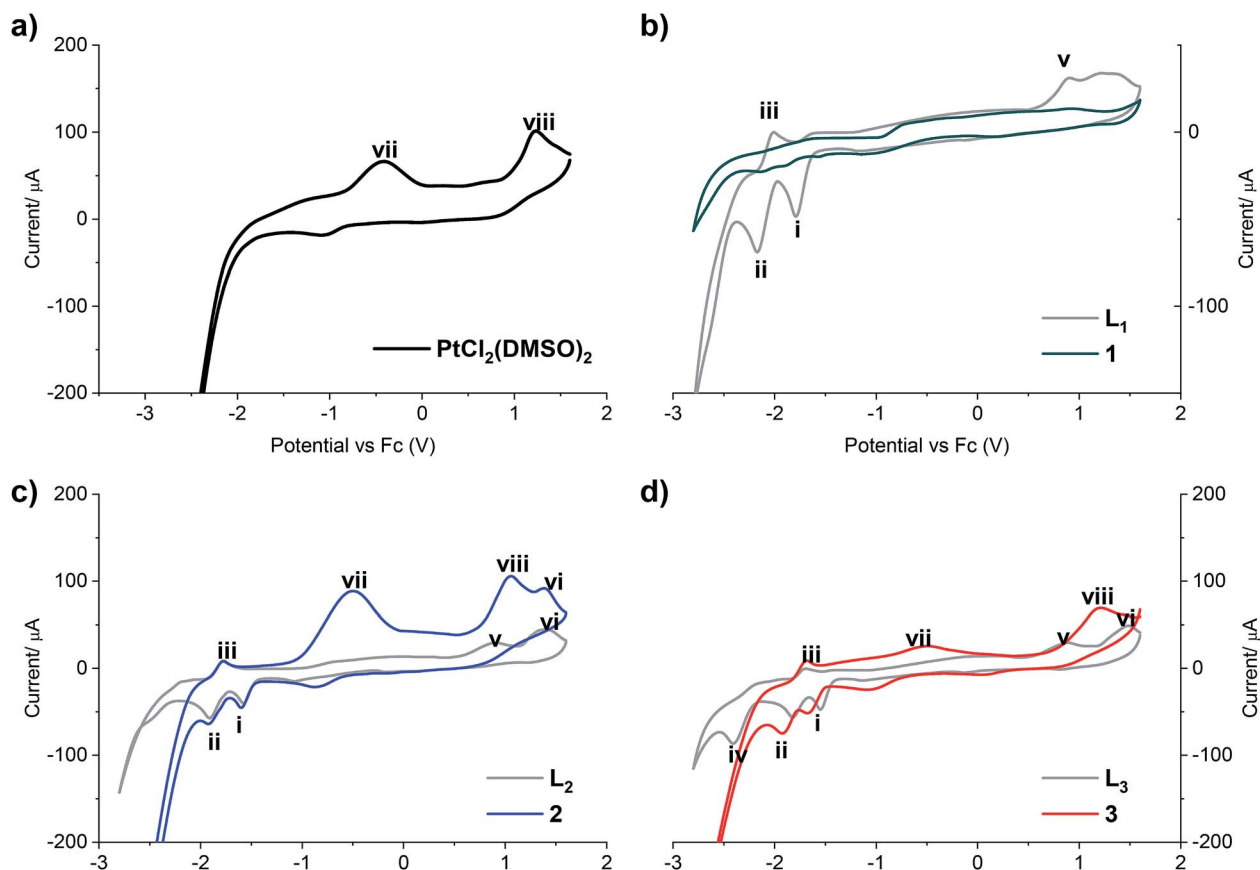 a)
200
100
0
-100
-200
Current/ μA
vii
viii
PtCl₂(DMSO)₂
-3 -2 -1 0 1 2
Potential vs Fc (V)
b)
v
iii
i
ii
L₁
1
0
-100
Current/ μA
-3 -2 -1 0 1 2
Potential vs Fc (V)
c)
200
100
0
-100
-200
Current/ μA
vii
viii
vi
vi
v
iii
i
ii
L₂
2
-3 -2 -1 0 1 2
d)
viii
vi
v
vii
iii
i
ii
iv
L₃
3
200
100
0
-100
-200
Current/ μA
-3 -2 -1 0 1 2